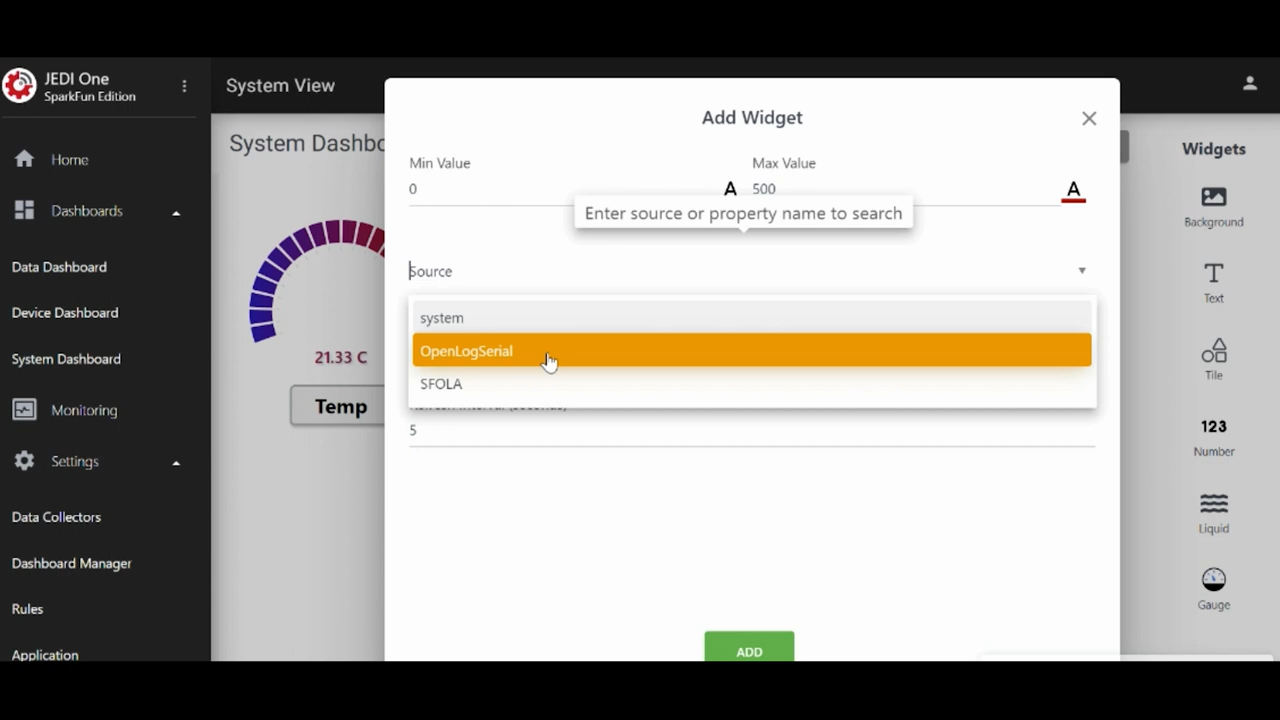 JEDI One
SparkFun Edition
Home
Dashboards
Data Dashboard
Device Dashboard
System Dashboard
Monitoring
Settings
Data Collectors
Dashboard Manager
Rules
Application
System View
System Dashbo
21.33 C
Temp
Add Widget
Min Value
Max Value
0
A
500
A
Enter source or property name to search
Source
system
OpenLogSerial
SFOLA
5
ADD
Widgets
Background
Text
Tile
123
Number
Liquid
Gauge